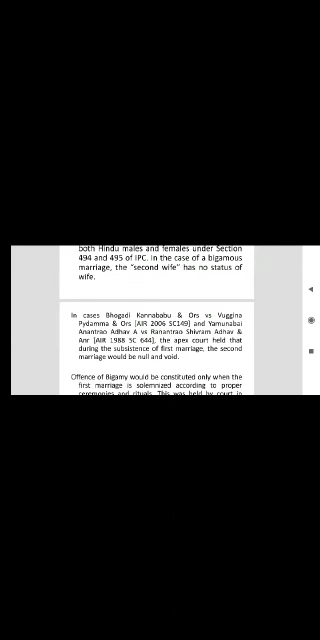 both Hindu males and females under Section
494 and 495 of IPC. In the case of a bigamous
marriage, the "second wife" has no status of
wife.
In cases Bhogadi Kannababu & Ors vs Vuggina
Pydamma & Ors [AIR 2006 SC149] and Yamunabai
Anantrao Adhav A vs Ranantrao Shivram Adhav &
Anr [AIR 1988 SC 644], the apex court held that
during the subsistence of first marriage, the second
marriage would be null and void.
Offence of Bigamy would be constituted only when the
first marriage is solemnized according to proper
ceremonies and rituals. This was held by court in